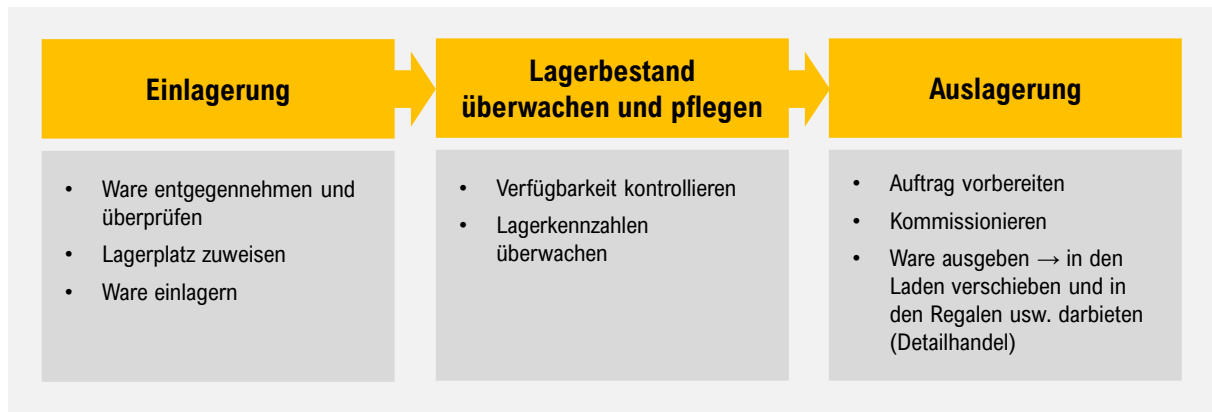 Einlagerung
• Ware entgegennehmen und
überprüfen
• Lagerplatz zuweisen
• Ware einlagern
Lagerbestand
überwachen und pflegen
• Verfügbarkeit kontrollieren
• Lagerkennzahlen
überwachen
Auslagerung
• Auftrag vorbereiten
• Kommissionieren
• Ware ausgeben → in den
Laden verschieben und in
den Regalen usw. darbieten
(Detailhandel)